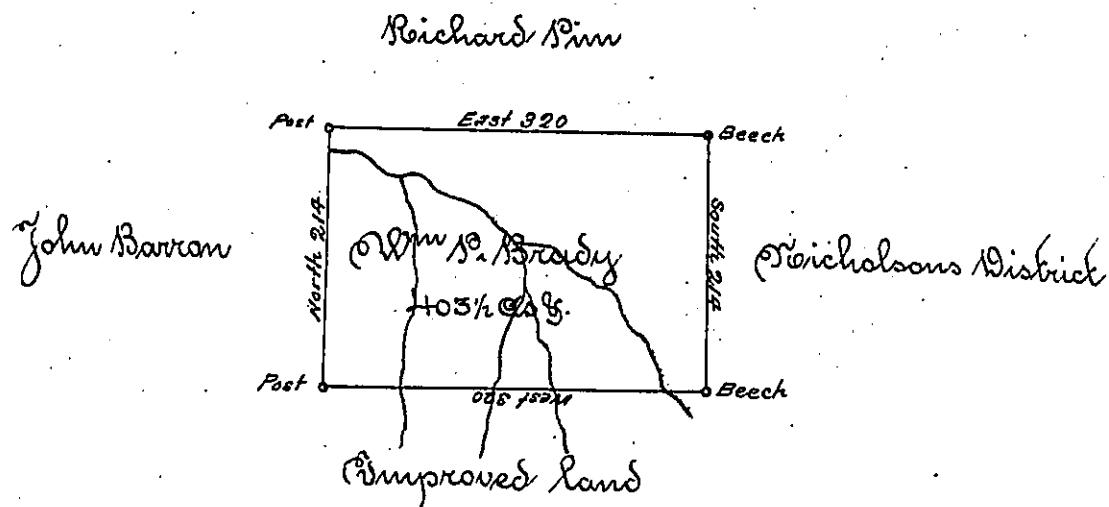 Richard Pim
Post East 320 Beech
North 214
South 214
John Barron
Wm P. Brady
Nicholsons District
403½ as &.
Post West 320 Beech
Improved land